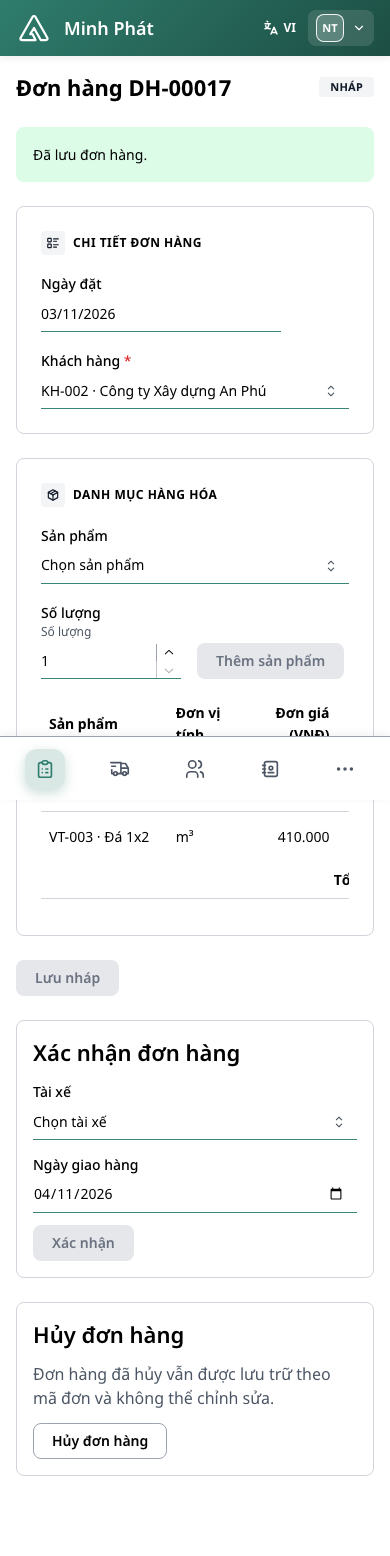 Minh Phát
VI
NT
Đơn hàng DH-00017
NHÁP
Đã lưu đơn hàng.
CHI TIẾT ĐƠN HÀNG
Ngày đặt
03/11/2026
Khách hàng *
KH-002 · Công ty Xây dựng An Phú
DANH MỤC HÀNG HÓA
Sản phẩm
Chọn sản phẩm
Số lượng
Số lượng
1
Thêm sản phẩm
Sản phẩm
Đơn vị tính
Đơn giá (VNĐ)
VT-003 · Đá 1x2
m³
410.000
Lưu nháp
Xác nhận đơn hàng
Tài xế
Chọn tài xế
Ngày giao hàng
04/11/2026
Xác nhận
Hủy đơn hàng
Đơn hàng đã hủy vẫn được lưu trữ theo
mã đơn và không thể chỉnh sửa.
Hủy đơn hàng